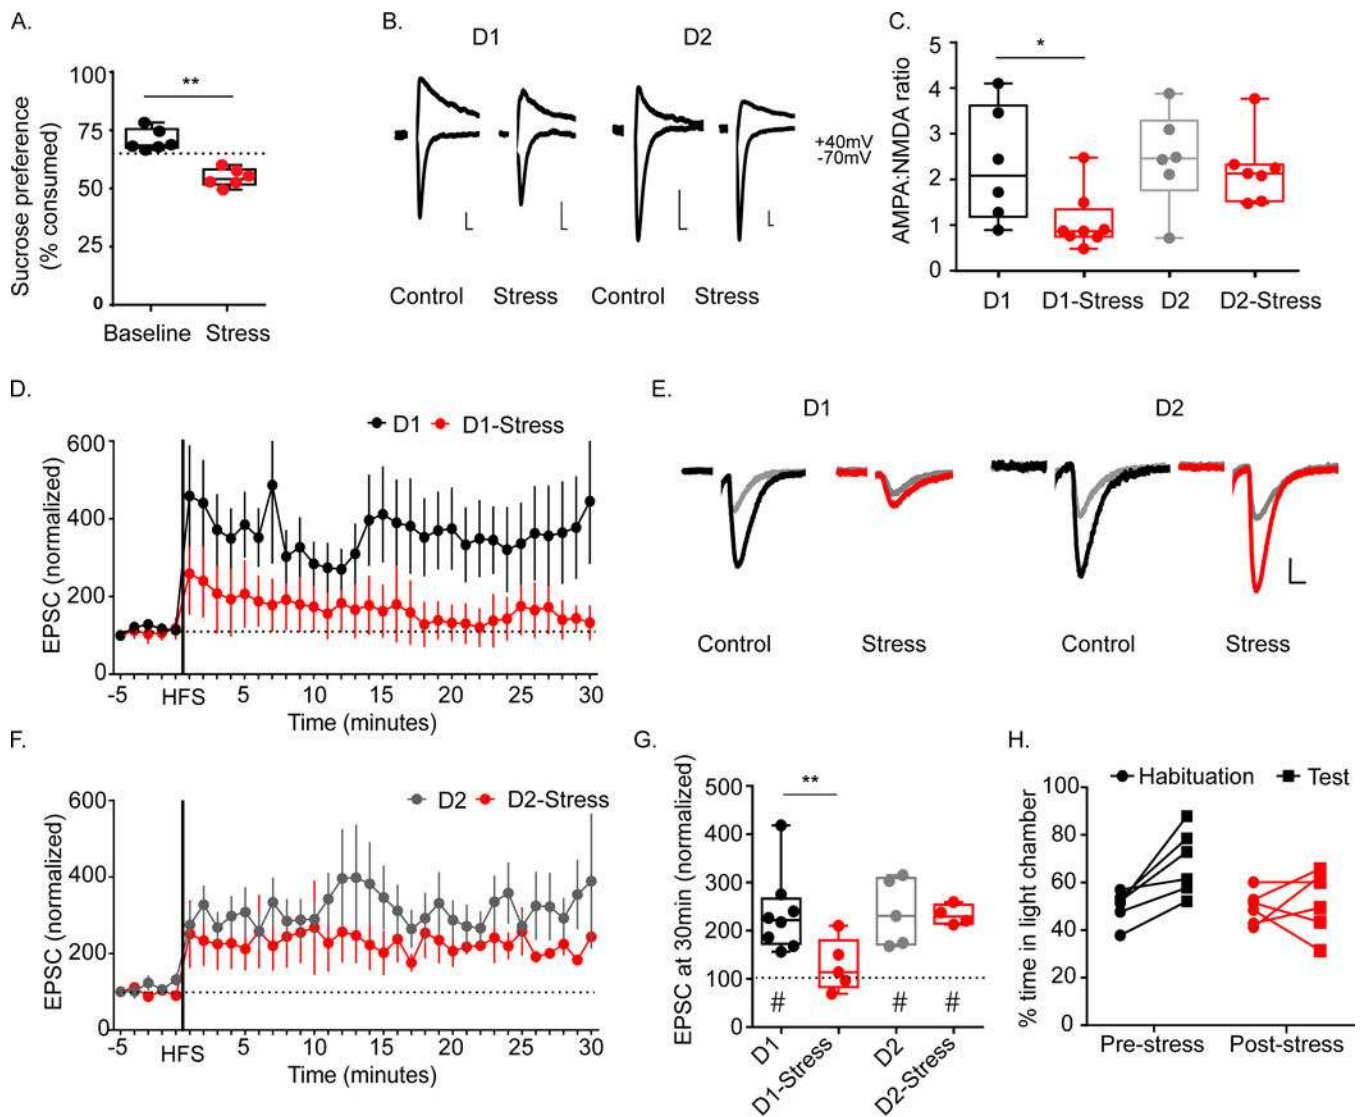 A.
Sucrose preference
(% consumed)
100
75
50
25
0
**
Baseline
Stress
B.
D1
D2
+40mV
-70mV
Control
Stress
Control
Stress
C.
AMPA:NMDA ratio
5
4
3
2
1
0
*
D1
D1-Stress
D2
D2-Stress
D.
D1
D1-Stress
EPSC (normalized)
600
400
200
0
-5
HFS
5
10
15
20
25
30
Time (minutes)
E.
D1
D2
Control
Stress
Control
Stress
F.
D2
D2-Stress
EPSC (normalized)
600
400
200
0
-5
HFS
5
10
15
20
25
30
Time (minutes)
G.
EPSC at 30min (normalized)
500
400
300
200
100
0
**
#
#
#
D1
D1-Stress
D2
D2-Stress
H.
Habituation
Test
% time in light chamber
100
80
60
40
20
0
Pre-stress
Post-stress